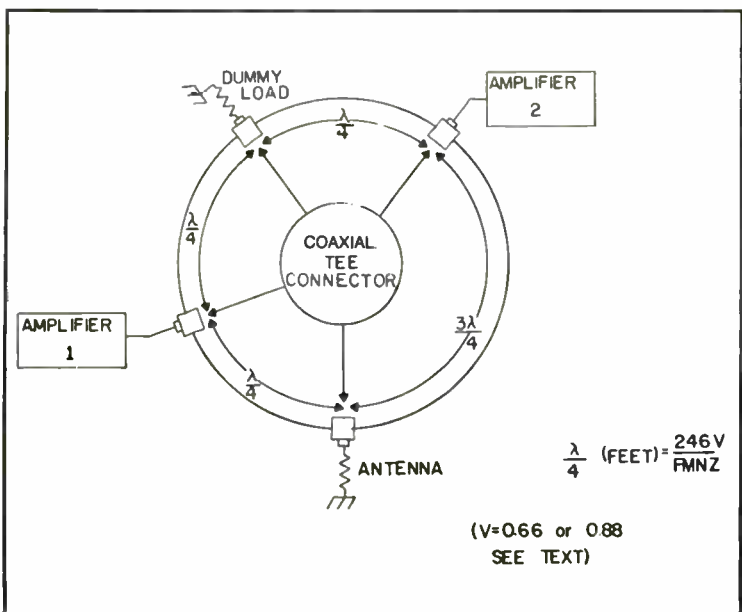 DUMMY
LOAD
AMPLIFIER
2
λ
4
λ
4
COAXIAL
TEE
CONNECTOR
AMPLIFIER
1
3λ
4
λ
4
ANTENNA
λ/4 (FEET)=246V/FMNZ
(V=0.66 or 0.88
SEE TEXT)